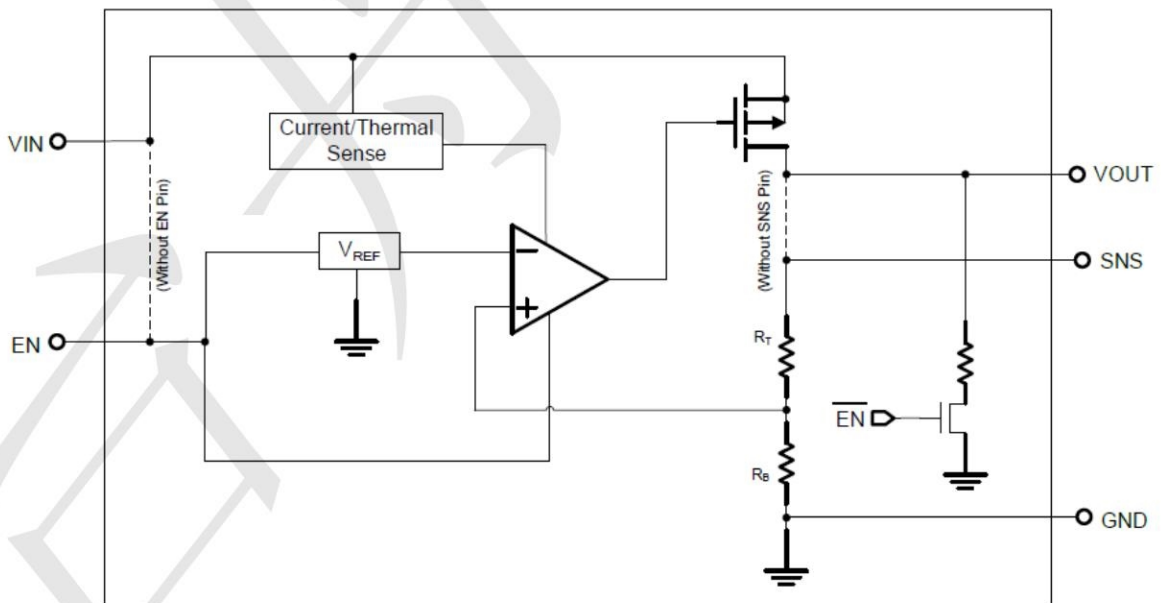 Current/Thermal
Sense
VIN
(Without EN Pin)
(Without SNS Pin)
VOUT
VREF
SNS
EN
RT
EN
RB
GND